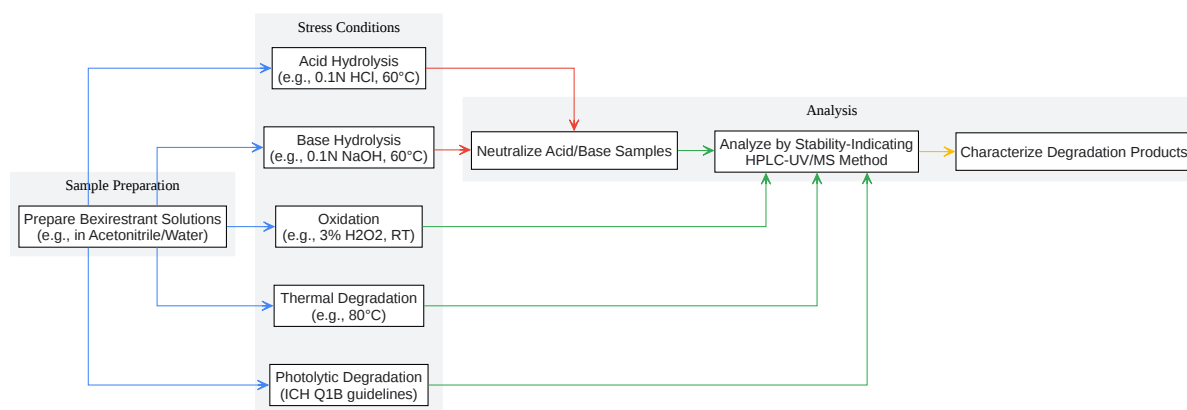 Stress Conditions
Acid Hydrolysis
(e.g., 0.1N HCl, 60°C)
Analysis
Base Hydrolysis
(e.g., 0.1N NaOH, 60°C)
Neutralize Acid/Base Samples
Analyze by Stability-Indicating
HPLC-UV/MS Method
Characterize Degradation Products
Sample Preparation
Prepare Bexirestrant Solutions
(e.g., in Acetonitrile/Water)
Oxidation
(e.g., 3% H2O2, RT)
Thermal Degradation
(e.g., 80°C)
Photolytic Degradation
(ICH Q1B guidelines)